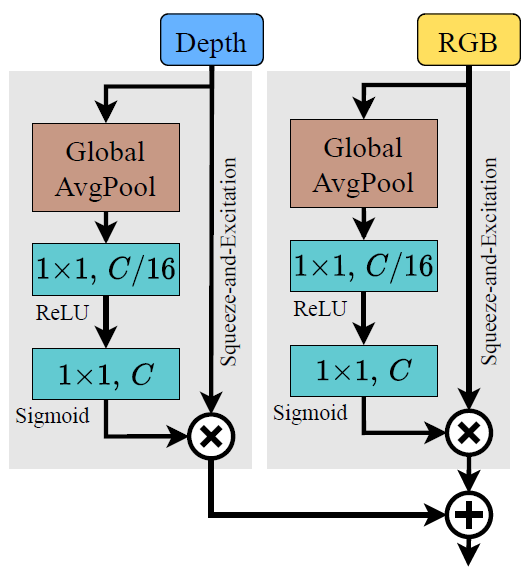 Depth
RGB
Global
AvgPool
1×1, C/16
ReLU
1×1, C
Sigmoid
Squeeze-and-Excitation
Global
AvgPool
1×1, C/16
ReLU
1×1, C
Sigmoid
Squeeze-and-Excitation